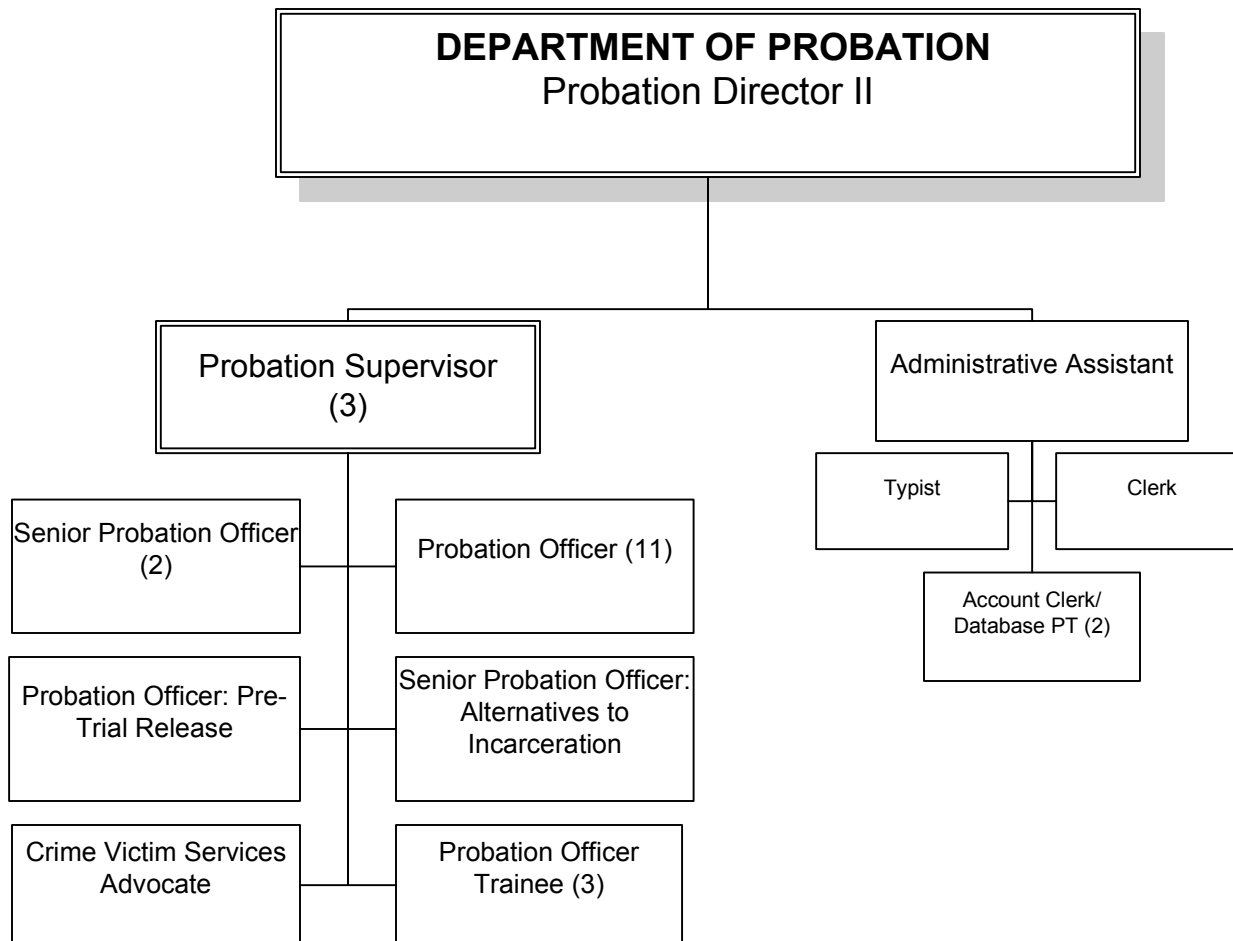 DEPARTMENT OF PROBATION
Probation Director II
Probation Supervisor
(3)
Administrative Assistant
Typist
Clerk
Senior Probation Officer
(2)
Probation Officer (11)
Account Clerk/
Database PT (2)
Probation Officer: Pre-
Trial Release
Senior Probation Officer:
Alternatives to
Incarceration
Crime Victim Services
Advocate
Probation Officer
Trainee (3)